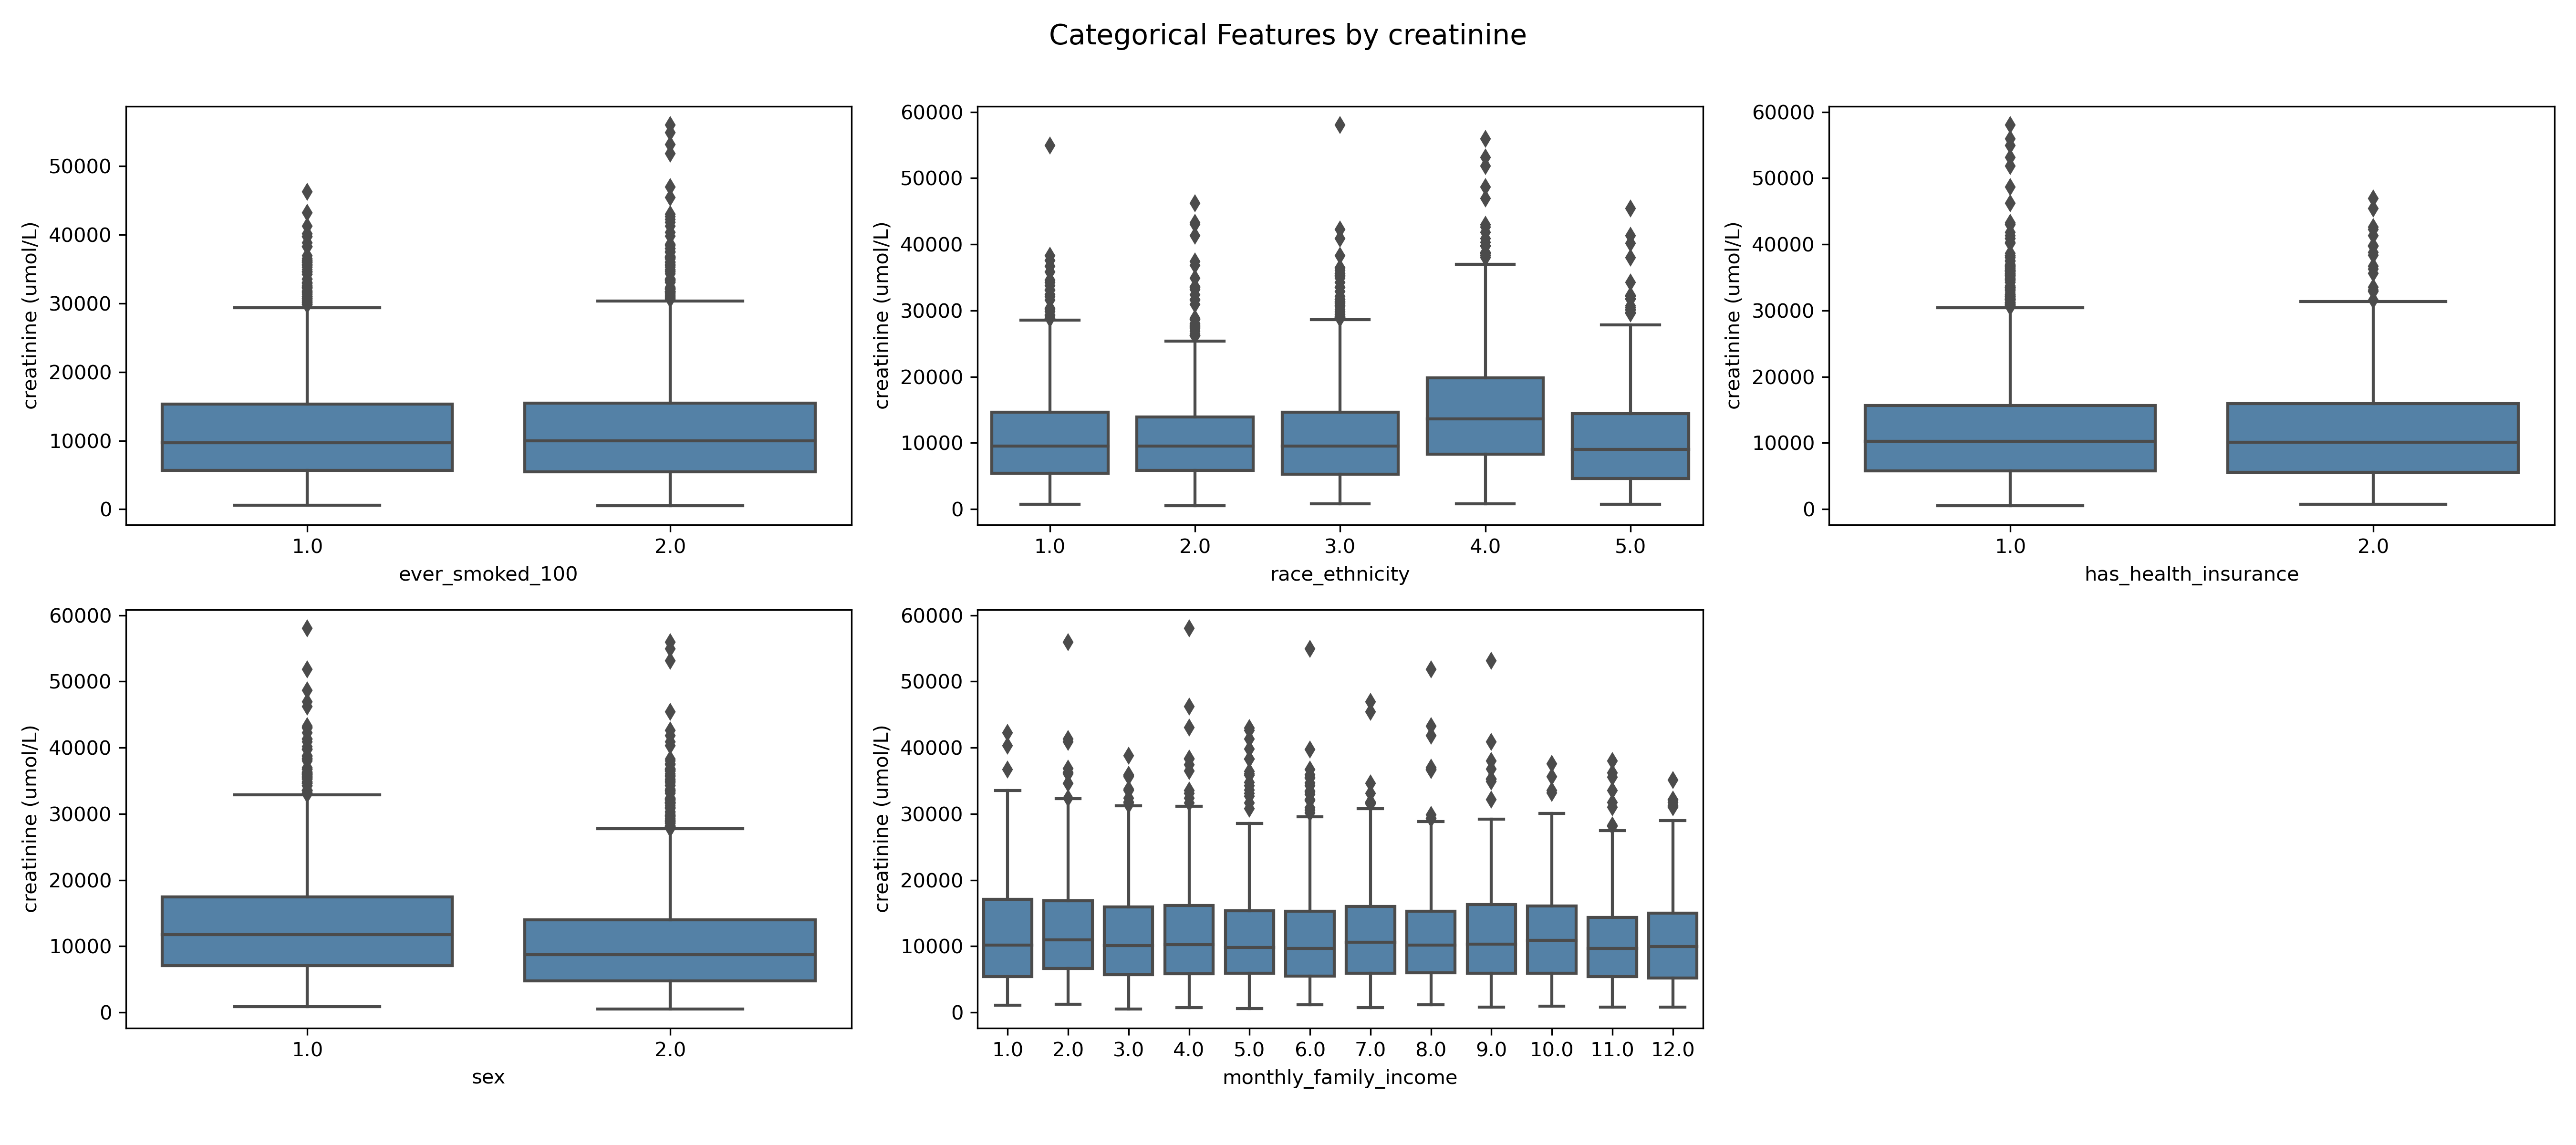 Categorical Features by creatinine
creatinine (umol/L)
50000
40000
30000
20000
10000
0
1.0 2.0
ever_smoked_100
creatinine (umol/L)
60000
50000
40000
30000
20000
10000
0
1.0 2.0 3.0 4.0 5.0
race_ethnicity
creatinine (umol/L)
60000
50000
40000
30000
20000
10000
0
1.0 2.0
has_health_insurance
creatinine (umol/L)
60000
50000
40000
30000
20000
10000
0
1.0 2.0
sex
creatinine (umol/L)
60000
50000
40000
30000
20000
10000
0
1.0 2.0 3.0 4.0 5.0 6.0 7.0 8.0 9.0 10.0 11.0 12.0
monthly_family_income